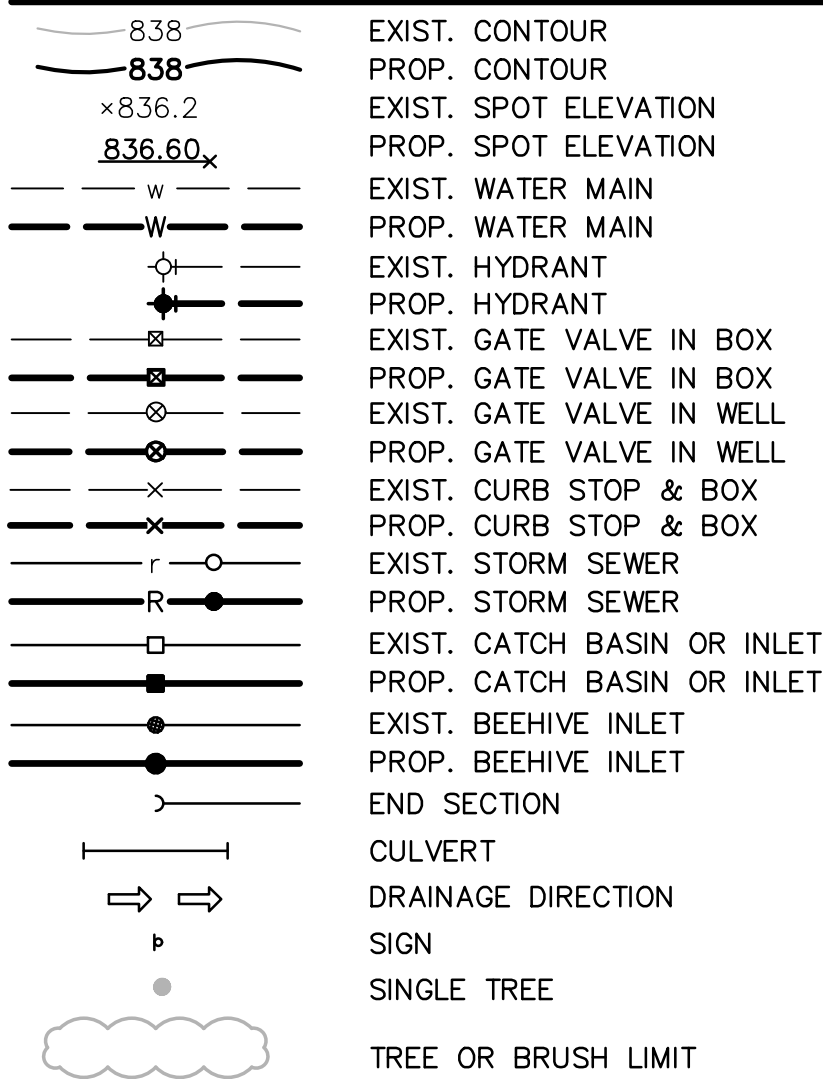 838 EXIST. CONTOUR
838 PROP. CONTOUR
×836.2 EXIST. SPOT ELEVATION
836.60× PROP. SPOT ELEVATION
w EXIST. WATER MAIN
W PROP. WATER MAIN
EXIST. HYDRANT
PROP. HYDRANT
EXIST. GATE VALVE IN BOX
PROP. GATE VALVE IN BOX
EXIST. GATE VALVE IN WELL
PROP. GATE VALVE IN WELL
EXIST. CURB STOP & BOX
PROP. CURB STOP & BOX
r EXIST. STORM SEWER
R PROP. STORM SEWER
EXIST. CATCH BASIN OR INLET
PROP. CATCH BASIN OR INLET
EXIST. BEEHIVE INLET
PROP. BEEHIVE INLET
END SECTION
CULVERT
DRAINAGE DIRECTION
SIGN
SINGLE TREE
TREE OR BRUSH LIMIT